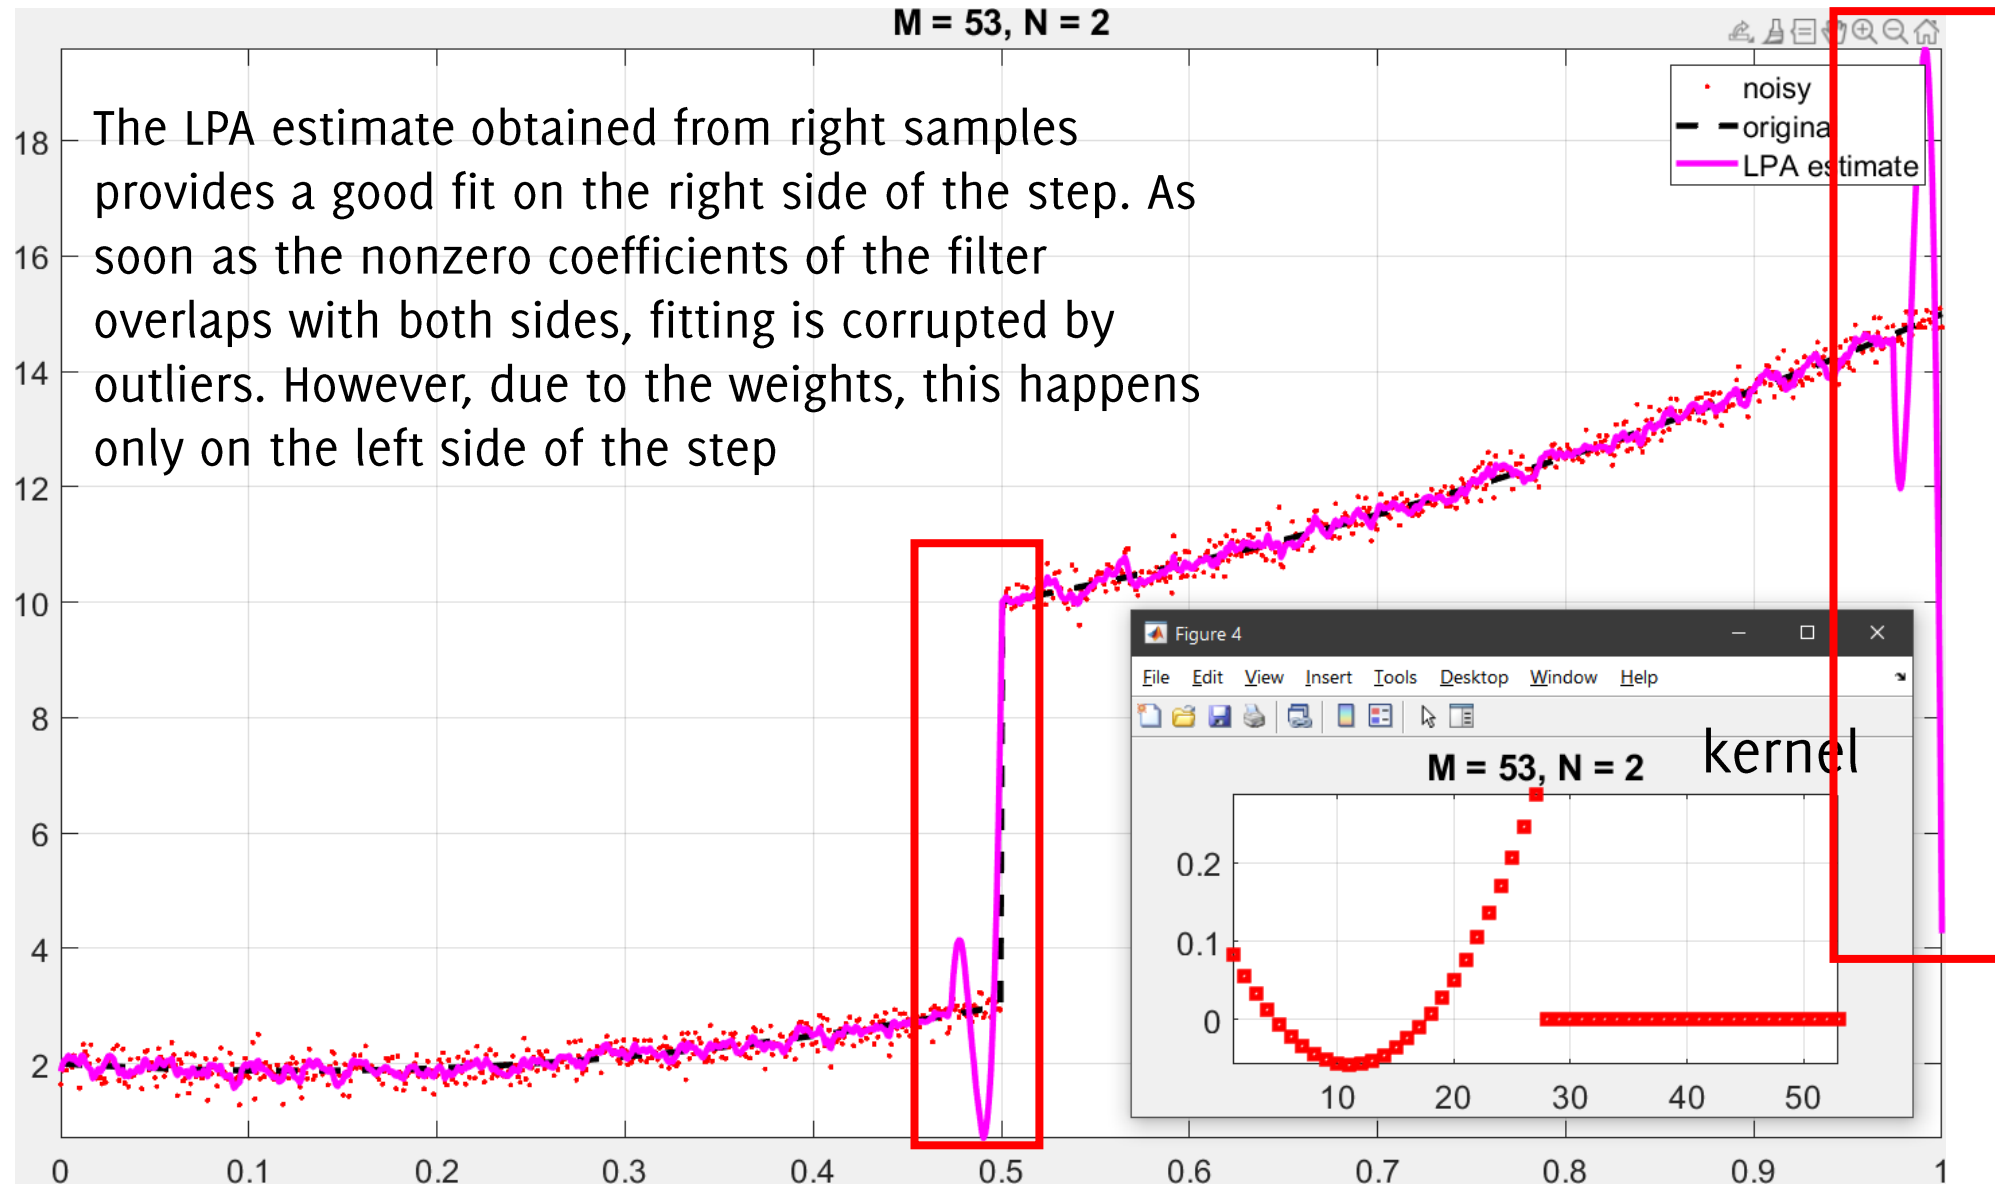 M = 53, N = 2
noisy
origina
LPA estimate
The LPA estimate obtained from right samples
provides a good fit on the right side of the step. As
soon as the nonzero coefficients of the filter
overlaps with both sides, fitting is corrupted by
outliers. However, due to the weights, this happens
only on the left side of the step
18
16
14
12
10
8
6
4
2
0 0.1 0.2 0.3 0.4 0.5 0.6 0.7 0.8 0.9 1
Figure 4
File Edit View Insert Tools Desktop Window Help
kernel
M = 53, N = 2
0.2
0.1
0
10 20 30 40 50